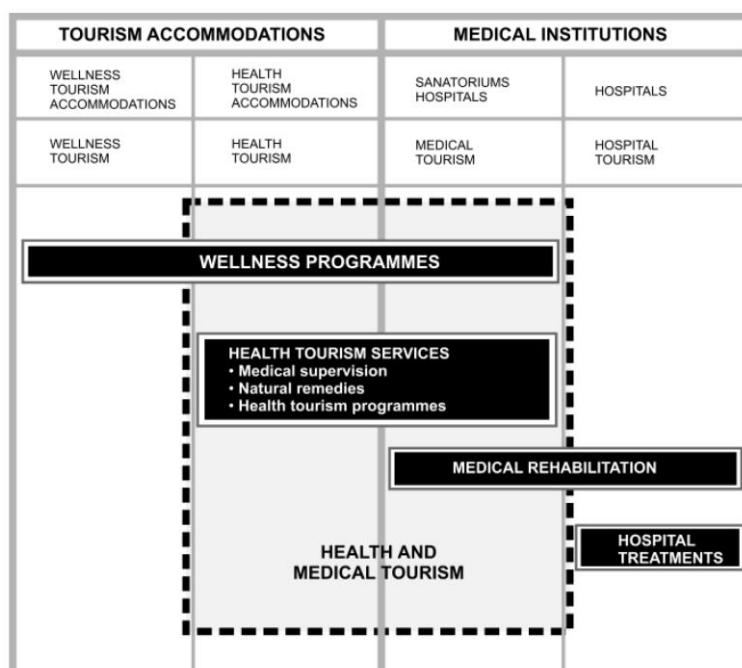 TOURISM ACCOMMODATIONS
MEDICAL INSTITUTIONS
WELLNESS
TOURISM
ACCOMMODATIONS
HEALTH
TOURISM
ACCOMMODATIONS
SANATORIUMS
HOSPITALS
HOSPITALS
WELLNESS
TOURISM
HEALTH
TOURISM
MEDICAL
TOURISM
HOSPITAL
TOURISM
WELLNESS PROGRAMMES
HEALTH TOURISM SERVICES
• Medical supervision
• Natural remedies
• Health tourism programmes
MEDICAL REHABILITATION
HOSPITAL
TREATMENTS
HEALTH AND
MEDICAL TOURISM